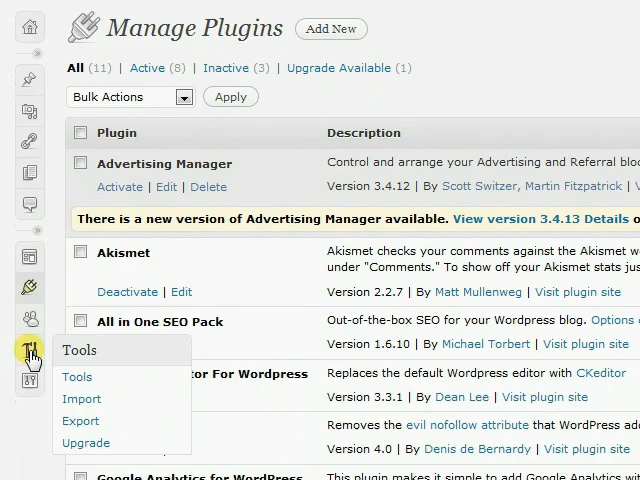 Manage Plugins Add New
All (11) | Active (8) | Inactive (3) | Upgrade Available (1)
Bulk Actions Apply
Plugin Description
Advertising Manager Control and arrange your Advertising and Referral
Activate | Edit | Delete Version 3.4.12 | By Scott Switzer, Martin Fitzpatrick |
There is a new version of Advertising Manager available. View version 3.4.13 Details
Akismet Akismet checks your comments against the Akismet
under "Comments." To show off your Akismet stats
Deactivate | Edit Version 2.2.7 | By Matt Mullenweg | Visit plugin site
All in One SEO Pack Out-of-the-box SEO for your Wordpress blog. Options
Version 1.6.10 | By Michael Torbert | Visit plugin site
Tools
Tools
Import
Export
Upgrade
For Wordpress Replaces the default Wordpress editor with CKeditor
Version 3.3.1 | By Dean Lee | Visit plugin site
Removes the evil nofollow attribute that Wordpress
Version 4.0 | By Denis de Bernardy | Visit plugin site
Google Analytics for Wordpress This plugin makes it simple to add Google Analytics